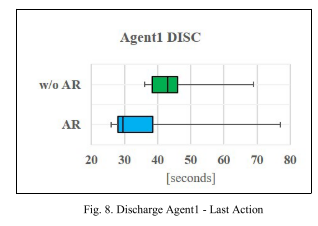 Agent1 DISC
w/o AR
AR
20 30 40 50 60 70 80
[seconds]
Fig. 8. Discharge Agent1 - Last Action